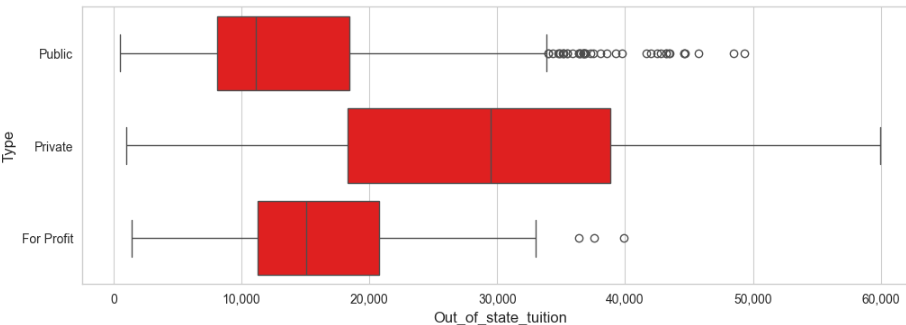 Type
Public
Private
For Profit
0 10,000 20,000 30,000 40,000 50,000 60,000
Out_of_state_tuition